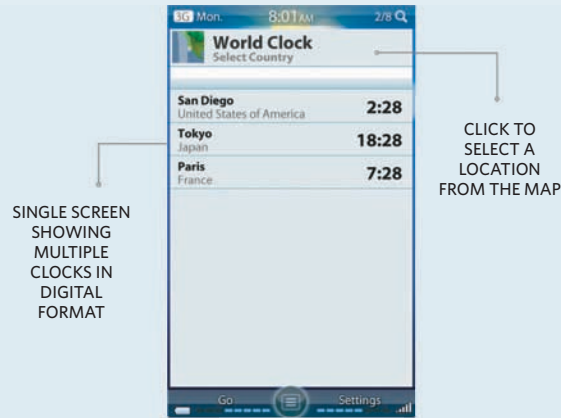 3G Mon. 8:01 AM 2/8
World Clock
Select Country
San Diego
United States of America
2:28
Tokyo
Japan
18:28
Paris
France
7:28
Go
Settings
CLICK TO
SELECT A
LOCATION
FROM THE MAP
SINGLE SCREEN
SHOWING
MULTIPLE
CLOCKS IN
DIGITAL
FORMAT